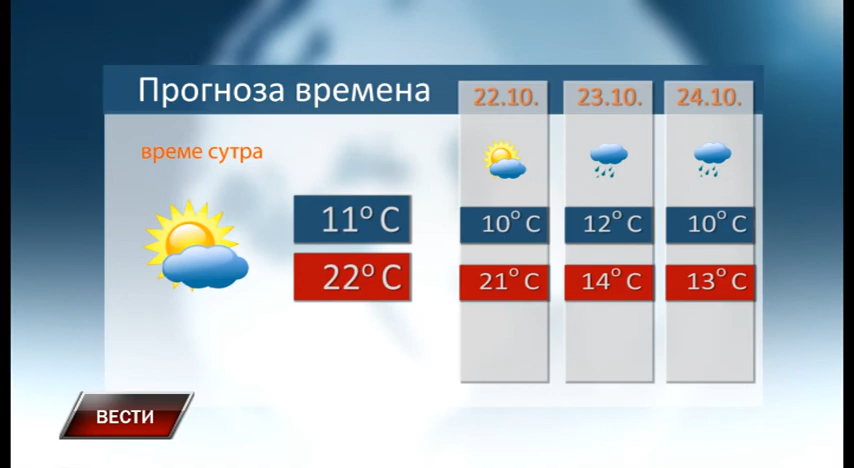 Прогноза времена
време сутра
11°C
22°C
22.10.
10°C
21°C
23.10.
12°C
14°C
24.10.
10°C
13°C
ВЕСТИ